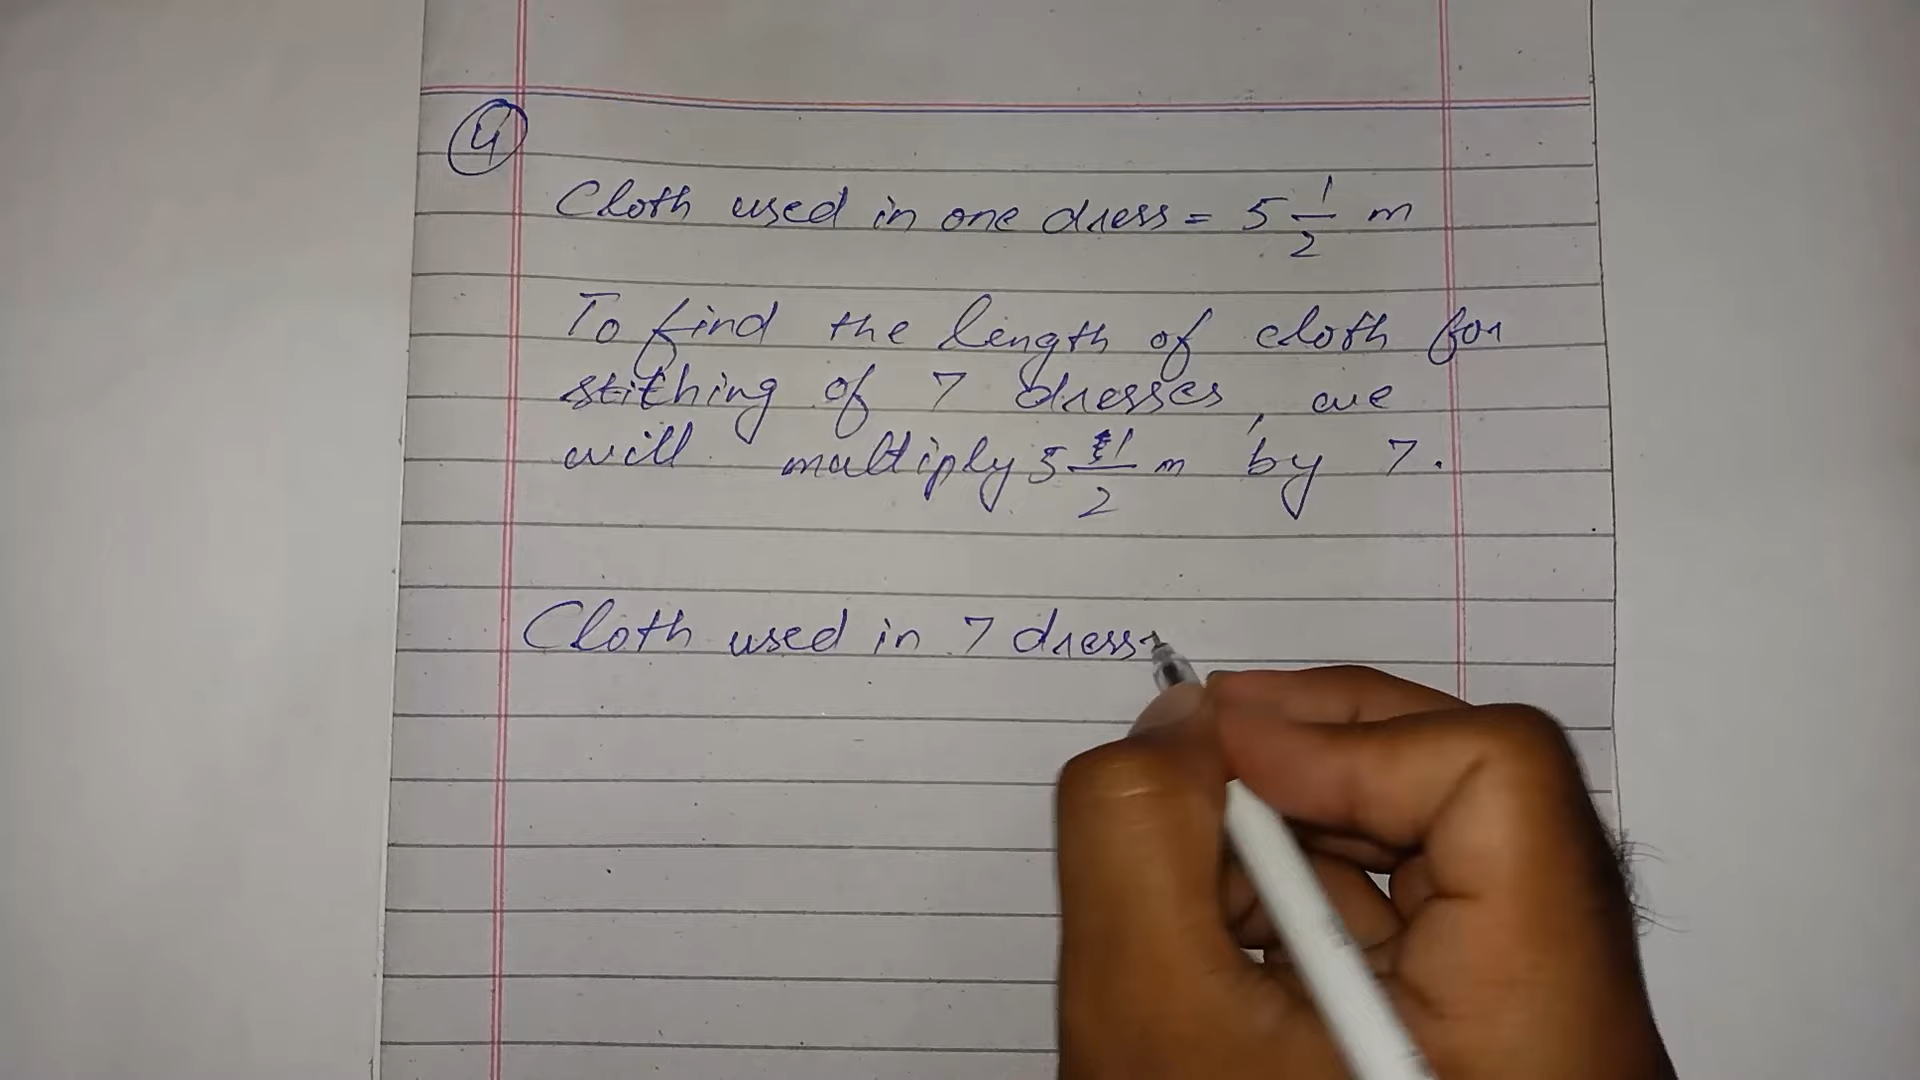 4
Cloth used in one dress = 5 1/2 m
To find the length of cloth for
stithing of 7 dresses, we
will multiply 5 1/2 m by 7.
Cloth used in 7 dress